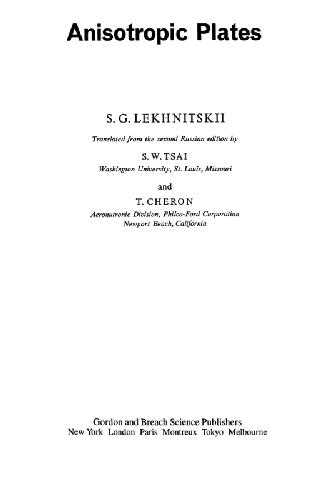 Anisotropic Plates
S. G. LEKHNITSKII
Translated from the second Russian edition by
S. W. TSAI
Washington University, St. Louis, Missouri
and
T. CHERON
Aeronutronic Division, Philco-Ford Corporation
Newport Beach, California
Gordon and Breach Science Publishers
New York London Paris Montreux Tokyo Melbourne